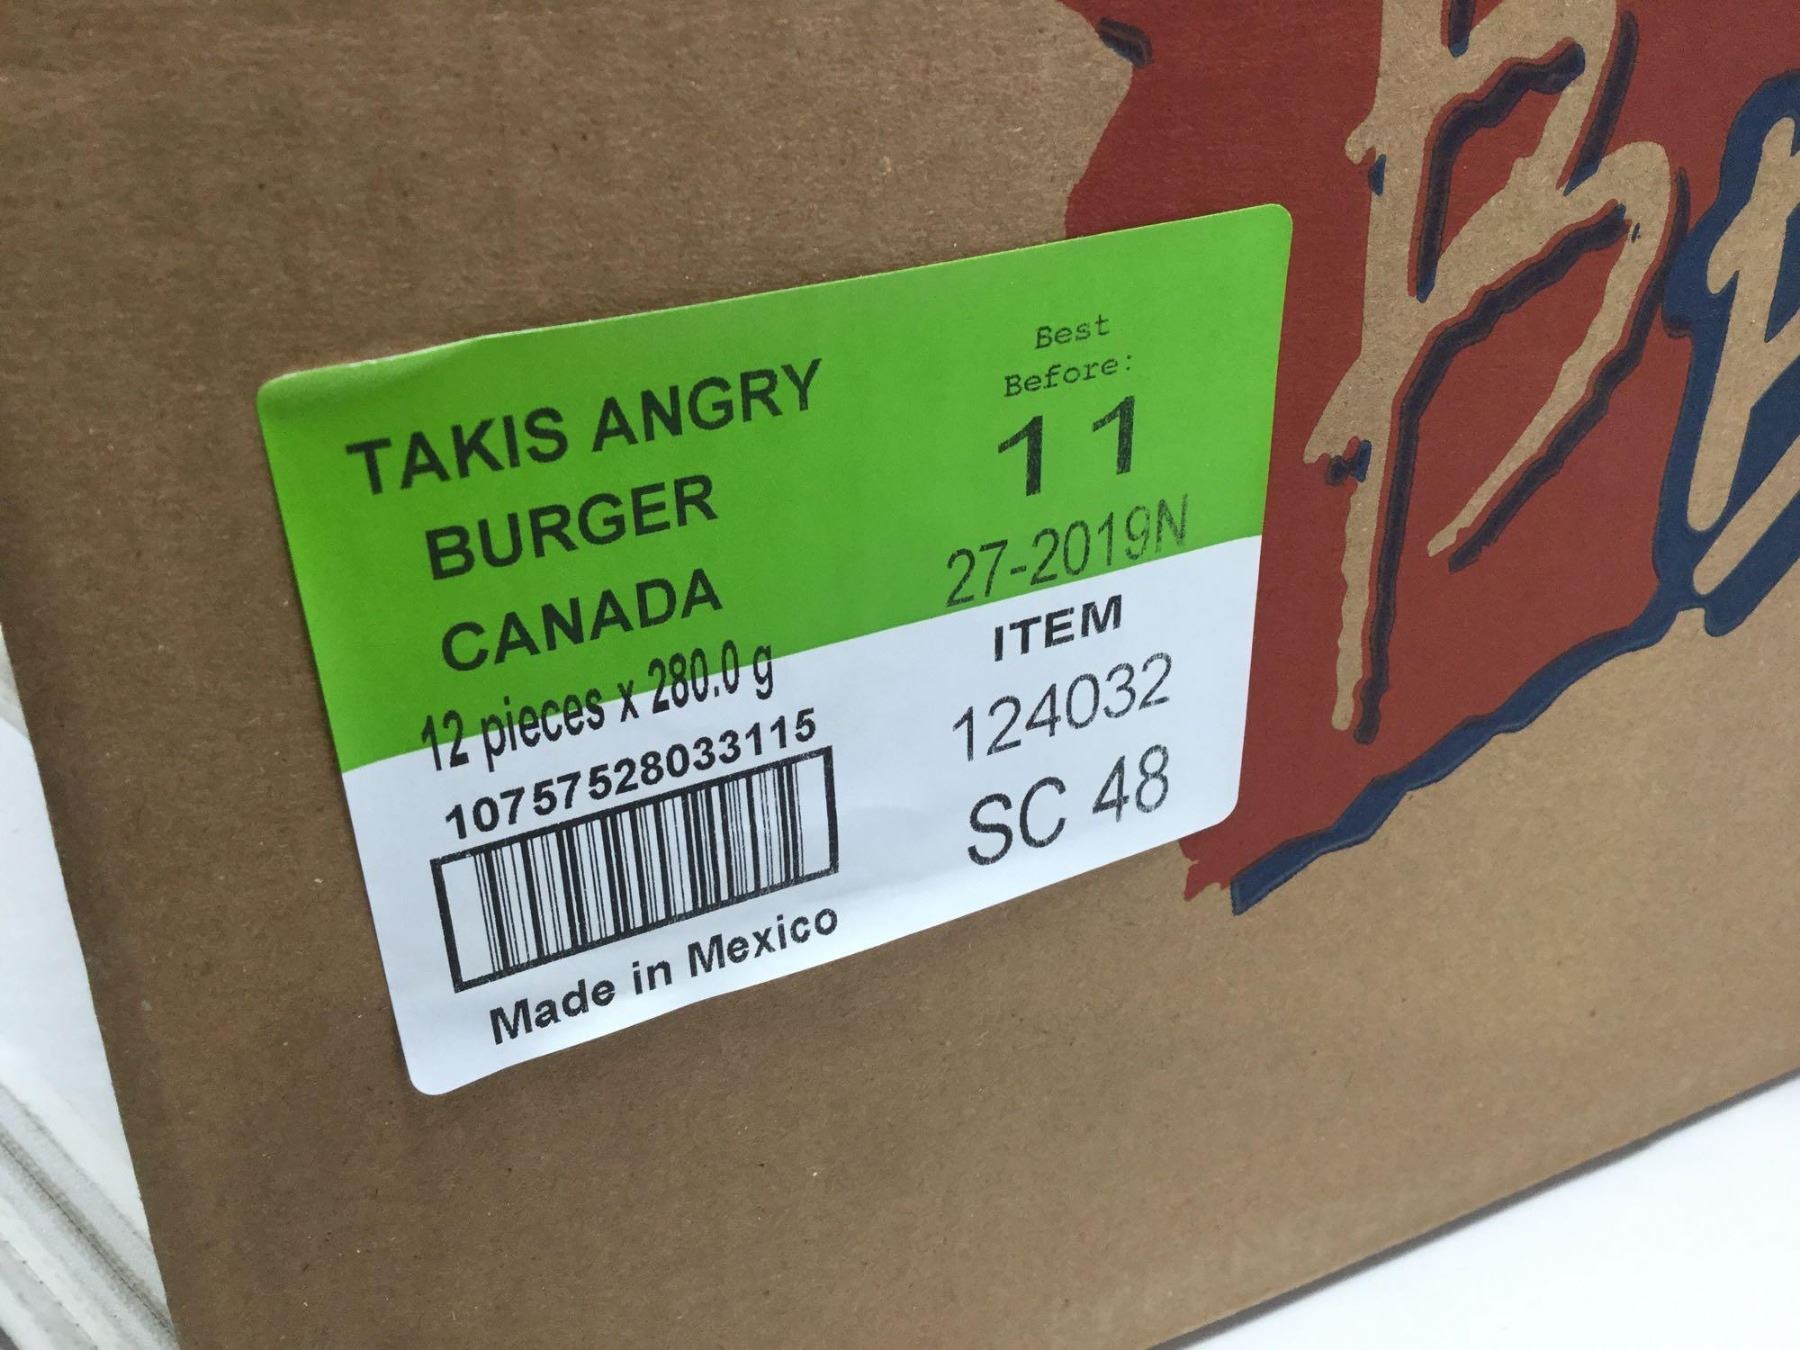 TAKIS ANGRY
BURGER
CANADA
12 pieces x 280.0 g
10757528033115
Made in Mexico
Best
Before:
11
27-2019N
ITEM
124032
SC 48